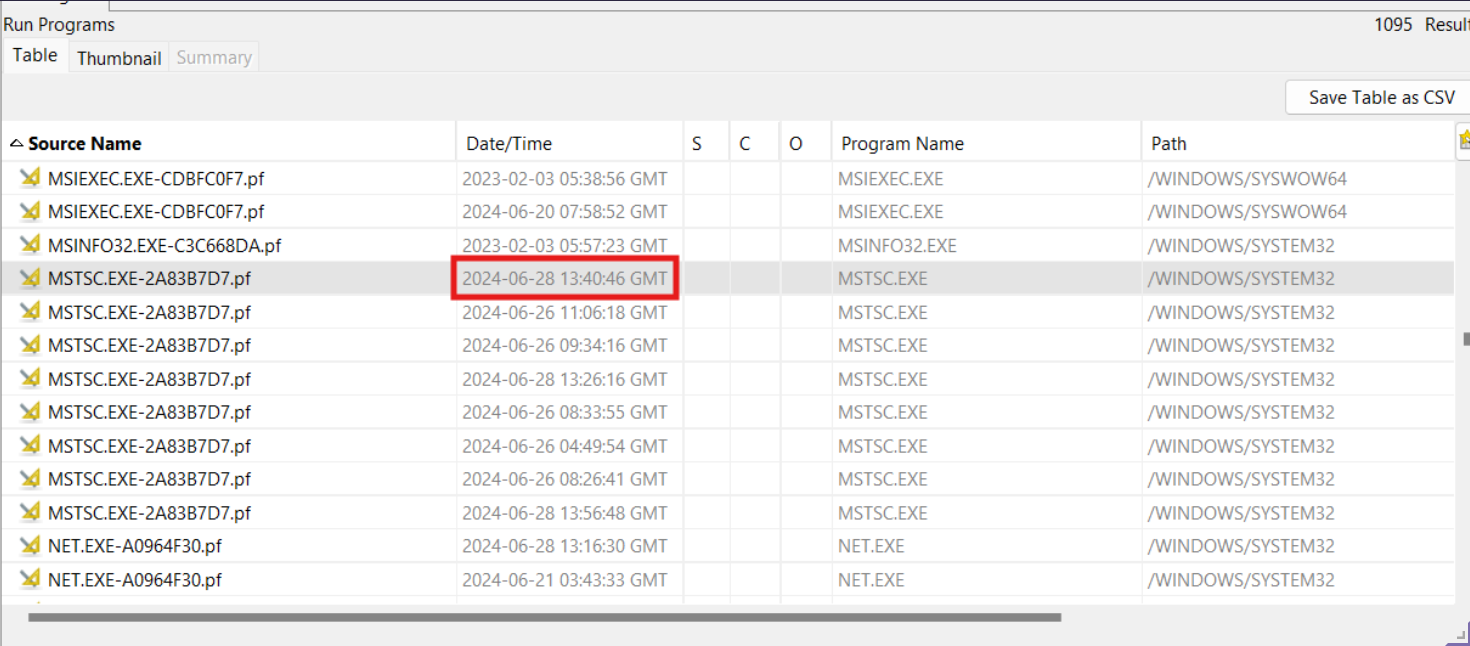 Run Programs 1095 Result
Table Thumbnail Summary
Save Table as CSV
Source Name Date/Time S C O Program Name Path
MSIEXEC.EXE-CDBFC0F7.pf 2023-02-03 05:38:56 GMT MSIEXEC.EXE /WINDOWS/SYSWOW64
MSIEXEC.EXE-CDBFC0F7.pf 2024-06-20 07:58:52 GMT MSIEXEC.EXE /WINDOWS/SYSWOW64
MSINFO32.EXE-C3C668DA.pf 2023-02-03 05:57:23 GMT MSINFO32.EXE /WINDOWS/SYSTEM32
MSTSC.EXE-2A83B7D7.pf 2024-06-28 13:40:46 GMT MSTSC.EXE /WINDOWS/SYSTEM32
MSTSC.EXE-2A83B7D7.pf 2024-06-26 11:06:18 GMT MSTSC.EXE /WINDOWS/SYSTEM32
MSTSC.EXE-2A83B7D7.pf 2024-06-26 09:34:16 GMT MSTSC.EXE /WINDOWS/SYSTEM32
MSTSC.EXE-2A83B7D7.pf 2024-06-28 13:26:16 GMT MSTSC.EXE /WINDOWS/SYSTEM32
MSTSC.EXE-2A83B7D7.pf 2024-06-26 08:33:55 GMT MSTSC.EXE /WINDOWS/SYSTEM32
MSTSC.EXE-2A83B7D7.pf 2024-06-26 04:49:54 GMT MSTSC.EXE /WINDOWS/SYSTEM32
MSTSC.EXE-2A83B7D7.pf 2024-06-26 08:26:41 GMT MSTSC.EXE /WINDOWS/SYSTEM32
MSTSC.EXE-2A83B7D7.pf 2024-06-28 13:56:48 GMT MSTSC.EXE /WINDOWS/SYSTEM32
NET.EXE-A0964F30.pf 2024-06-28 13:16:30 GMT NET.EXE /WINDOWS/SYSTEM32
NET.EXE-A0964F30.pf 2024-06-21 03:43:33 GMT NET.EXE /WINDOWS/SYSTEM32